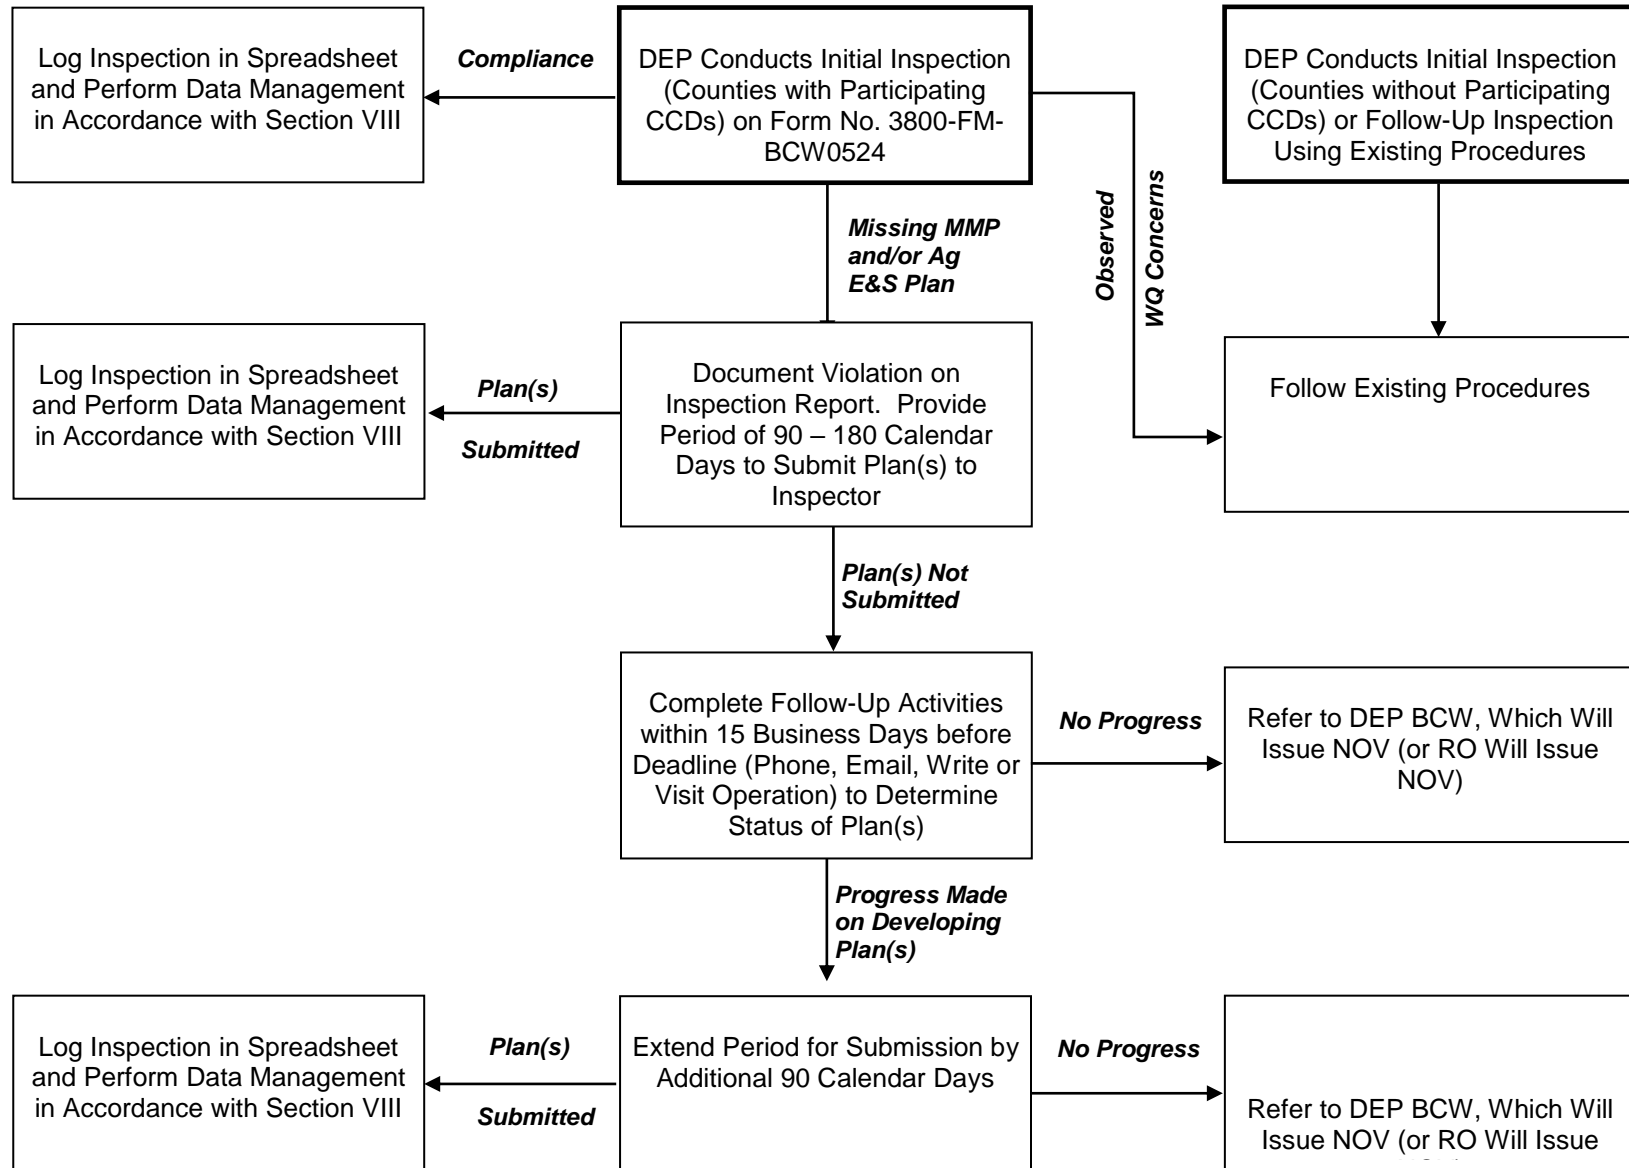 Log Inspection in Spreadsheet
and Perform Data Management
in Accordance with Section VIII
Compliance
DEP Conducts Initial Inspection
(Counties with Participating
CCDs) on Form No. 3800-FM-
BCW0524
DEP Conducts Initial Inspection
(Counties without Participating
CCDs) or Follow-Up Inspection
Using Existing Procedures
Missing MMP
and/or Ag
E&S Plan
Observed
WQ Concerns
Log Inspection in Spreadsheet
and Perform Data Management
in Accordance with Section VIII
Plan(s)
Submitted
Document Violation on
Inspection Report.  Provide
Period of 90 – 180 Calendar
Days to Submit Plan(s) to
Inspector
Follow Existing Procedures
Plan(s) Not
Submitted
Complete Follow-Up Activities
within 15 Business Days before
Deadline (Phone, Email, Write or
Visit Operation) to Determine
Status of Plan(s)
No Progress
Refer to DEP BCW, Which Will
Issue NOV (or RO Will Issue
NOV)
Progress Made
on Developing
Plan(s)
Log Inspection in Spreadsheet
and Perform Data Management
in Accordance with Section VIII
Plan(s)
Submitted
Extend Period for Submission by
Additional 90 Calendar Days
No Progress
Refer to DEP BCW, Which Will
Issue NOV (or RO Will Issue